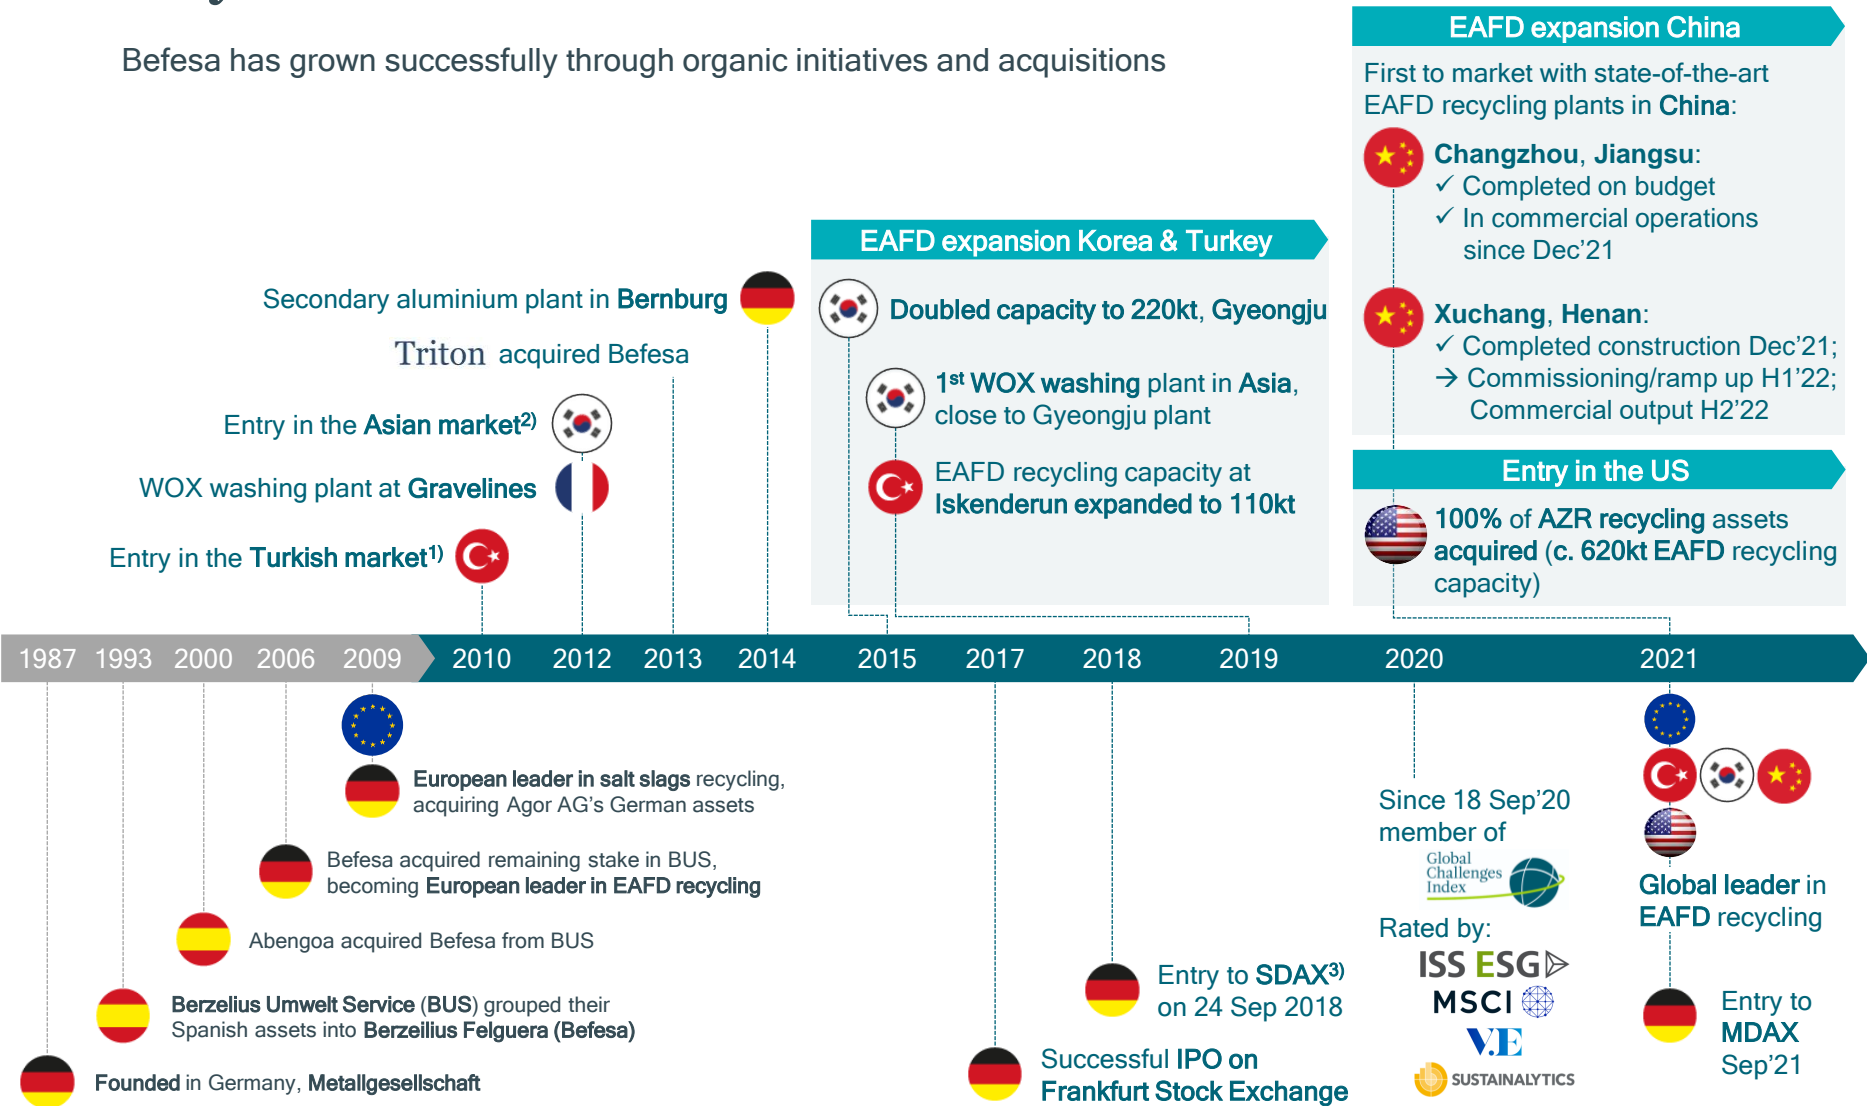 Befesa has grown successfully through organic initiatives and acquisitions
EAFD expansion China
First to market with state-of-the-art
EAFD recycling plants in China:
Changzhou, Jiangsu:
✓ Completed on budget
✓ In commercial operations
since Dec'21
Xuchang, Henan:
✓ Completed construction Dec'21;
→ Commissioning/ramp up H1'22;
Commercial output H2'22
Entry in the US
100% of AZR recycling assets
acquired (c. 620kt EAFD recycling
capacity)
EAFD expansion Korea & Turkey
Doubled capacity to 220kt, Gyeongju
1st WOX washing plant in Asia,
close to Gyeongju plant
EAFD recycling capacity at
Iskenderun expanded to 110kt
Secondary aluminium plant in Bernburg
Triton acquired Befesa
Entry in the Asian market2)
WOX washing plant at Gravelines
Entry in the Turkish market1)
1987 1993 2000 2006 2009 2010 2012 2013 2014 2015 2017 2018 2019 2020 2021
European leader in salt slags recycling,
acquiring Agor AG's German assets
Befesa acquired remaining stake in BUS,
becoming European leader in EAFD recycling
Abengoa acquired Befesa from BUS
Berzelius Umwelt Service (BUS) grouped their
Spanish assets into Berzeilius Felguera (Befesa)
Founded in Germany, Metallgesellschaft
Successful IPO on
Frankfurt Stock Exchange
Entry to SDAX3)
on 24 Sep 2018
Since 18 Sep'20
member of
Global
Challenges
Index
Rated by:
ISS ESG
MSCI
V.E
SUSTAINALYTICS
Global leader in
EAFD recycling
Entry to
MDAX
Sep'21